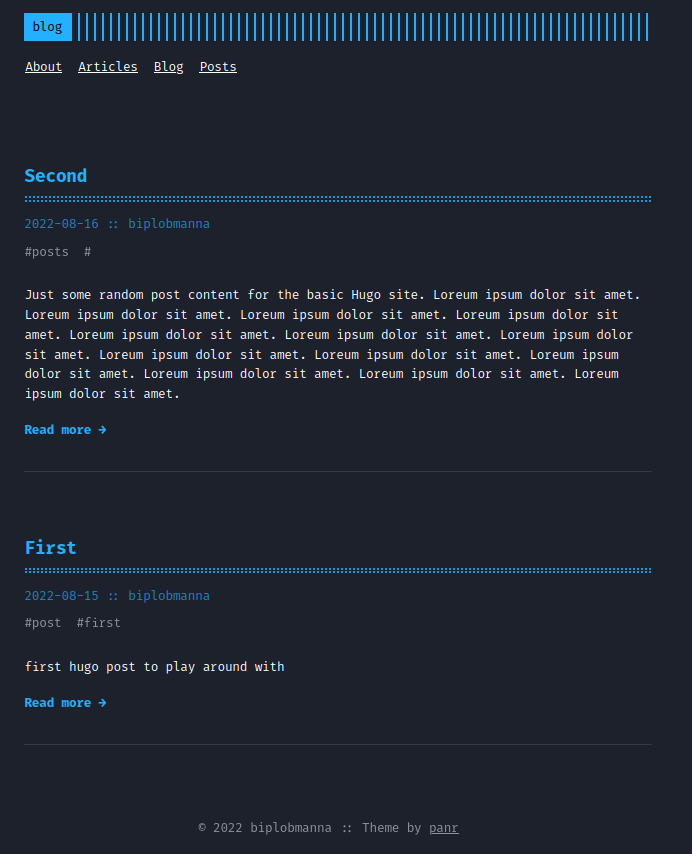 blog
About Articles Blog Posts
Second
2022-08-16 :: biplobmanna
#posts #
Just some random post content for the basic Hugo site. Loreum ipsum dolor sit amet.
Loreum ipsum dolor sit amet. Loreum ipsum dolor sit amet. Loreum ipsum dolor sit
amet. Loreum ipsum dolor sit amet. Loreum ipsum dolor sit amet. Loreum ipsum dolor
sit amet. Loreum ipsum dolor sit amet. Loreum ipsum dolor sit amet. Loreum ipsum
dolor sit amet. Loreum ipsum dolor sit amet. Loreum ipsum dolor sit amet. Loreum
ipsum dolor sit amet.
Read more →
First
2022-08-15 :: biplobmanna
#post #first
first hugo post to play around with
Read more →
© 2022 biplobmanna :: Theme by panr